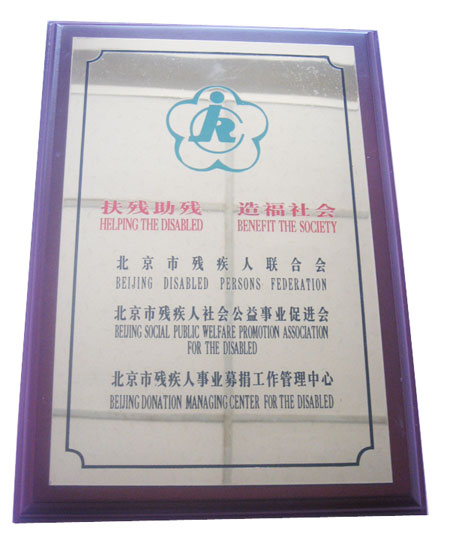 扶残助残 造福社会
HELPING THE DISABLED BENEFIT THE SOCIETY
北京市残疾人联合会
BEIJING DISABLED PERSONS FEDERATION
北京市残疾人社会公益事业促进会
BEIJING SOCIAL PUBLIC WELFARE PROMOTION ASSOCIATION
FOR THE DISABLED
北京市残疾人事业募捐工作管理中心
BEIJING DONATION MANAGING CENTER FOR THE DISABLED